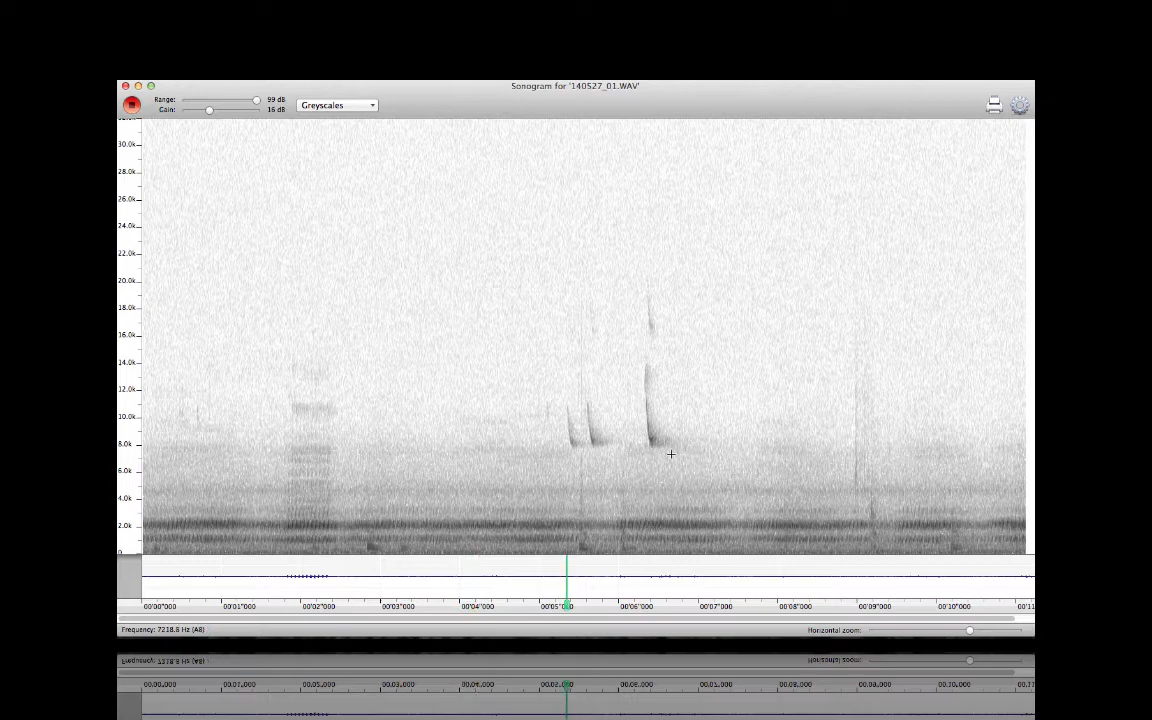 Sonogram for '140527_01.WAV'
Range: 99 dB
Gain: 16 dB
Greyscales
30.0k
28.0k
26.0k
24.0k
22.0k
20.0k
18.0k
16.0k
14.0k
12.0k
10.0k
8.0k
6.0k
4.0k
2.0k
0
00'00"000 00'01"000 00'02"000 00'03"000 00'04"000 00'06"000 00'07"000 00'08"000 00'09"000 00'10"000 00'11
Frequency: 7218.8 Hz (A8) Horizontal zoom: